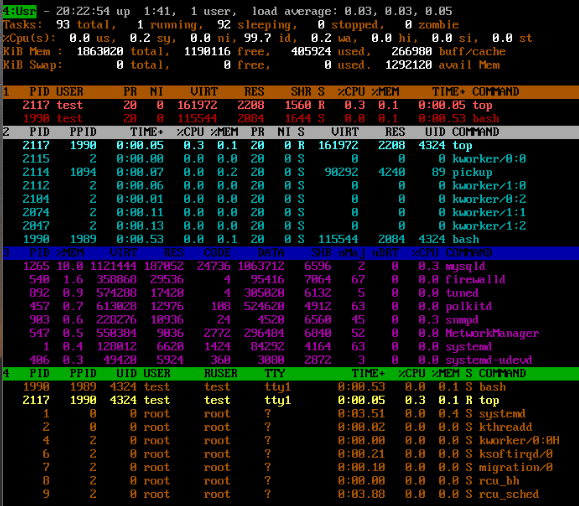 4:Usr - 20:22:54 up  1:41,  1 user,  load average: 0.03, 0.03, 0.05
Tasks:  93 total,   1 running,  92 sleeping,   0 stopped,   0 zombie
%Cpu(s):  0.0 us,  0.2 sy,  0.0 ni, 99.7 id,  0.2 wa,  0.0 hi,  0.0 si,  0.0 st
KiB Mem :  1863020 total,  1190116 free,   405924 used,   266980 buff/cache
KiB Swap:        0 total,        0 free,        0 used.  1292120 avail Mem
1  PID USER      PR  NI    VIRT    RES    SHR S  %CPU %MEM     TIME+ COMMAND
2117 test      20   0  161972   2208   1560 R   0.3  0.1   0:00.05 top
1990 test      20   0  115544   2084   1644 S   0.0  0.1   0:00.53 bash
2  PID  PPID     TIME+  %CPU %MEM  PR  NI S    VIRT    RES   UID COMMAND
2117  1990   0:00.05   0.3  0.1  20   0 R  161972   2208  4324 top
2115     2   0:00.00   0.0  0.0  20   0 S       0      0     0 kworker/0:0
2114  1094   0:00.07   0.0  0.2  20   0 S   90292   4240    89 pickup
2112     2   0:00.06   0.0  0.0  20   0 S       0      0     0 kworker/1:0
2104     2   0:00.01   0.0  0.0  20   0 S       0      0     0 kworker/0:2
2074     2   0:00.11   0.0  0.0  20   0 S       0      0     0 kworker/1:1
2047     2   0:00.13   0.0  0.0  20   0 S       0      0     0 kworker/1:2
1990  1989   0:00.53   0.0  0.1  20   0 S  115544   2084  4324 bash
3  PID %MEM    VIRT    RES   CODE    DATA    SHR nMaj nDRT  %CPU COMMAND
1265 10.0 1121444 187052  24736 1063712   6596    2    0   0.3 mysqld
540  1.6  358868  29536      4   95416   7064   67    0   0.0 firewalld
892  0.9  574288  17420      4  305020   6132    5    0   0.0 tuned
457  0.7  613028  12976    108  524620   4912   63    0   0.0 polkitd
903  0.6  228276  10936     24    4520   6560   45    0   0.3 snmpd
547  0.5  550384   9036   2772  296484   6840   52    0   0.0 NetworkManager
1  0.4  128012   6620   1424   84292   4164   63    0   0.0 systemd
406  0.3   49420   5924    360    3080   2872    3    0   0.0 systemd-udevd
4  PID  PPID   UID USER     RUSER    TTY          TIME+  %CPU %MEM S COMMAND
1990  1989  4324 test     test     tty1       0:00.53   0.0  0.1 S bash
2117  1990  4324 test     test     tty1       0:00.05   0.3  0.1 R top
1     0     0 root     root     ?          0:03.51   0.0  0.4 S systemd
2     0     0 root     root     ?          0:00.02   0.0  0.0 S kthreadd
4     2     0 root     root     ?          0:00.00   0.0  0.0 S kworker/0:0H
6     2     0 root     root     ?          0:00.21   0.0  0.0 S ksoftirqd/0
7     2     0 root     root     ?          0:00.10   0.0  0.0 S migration/0
8     2     0 root     root     ?          0:00.00   0.0  0.0 S rcu_bh
9     2     0 root     root     ?          0:03.88   0.0  0.0 S rcu_sched